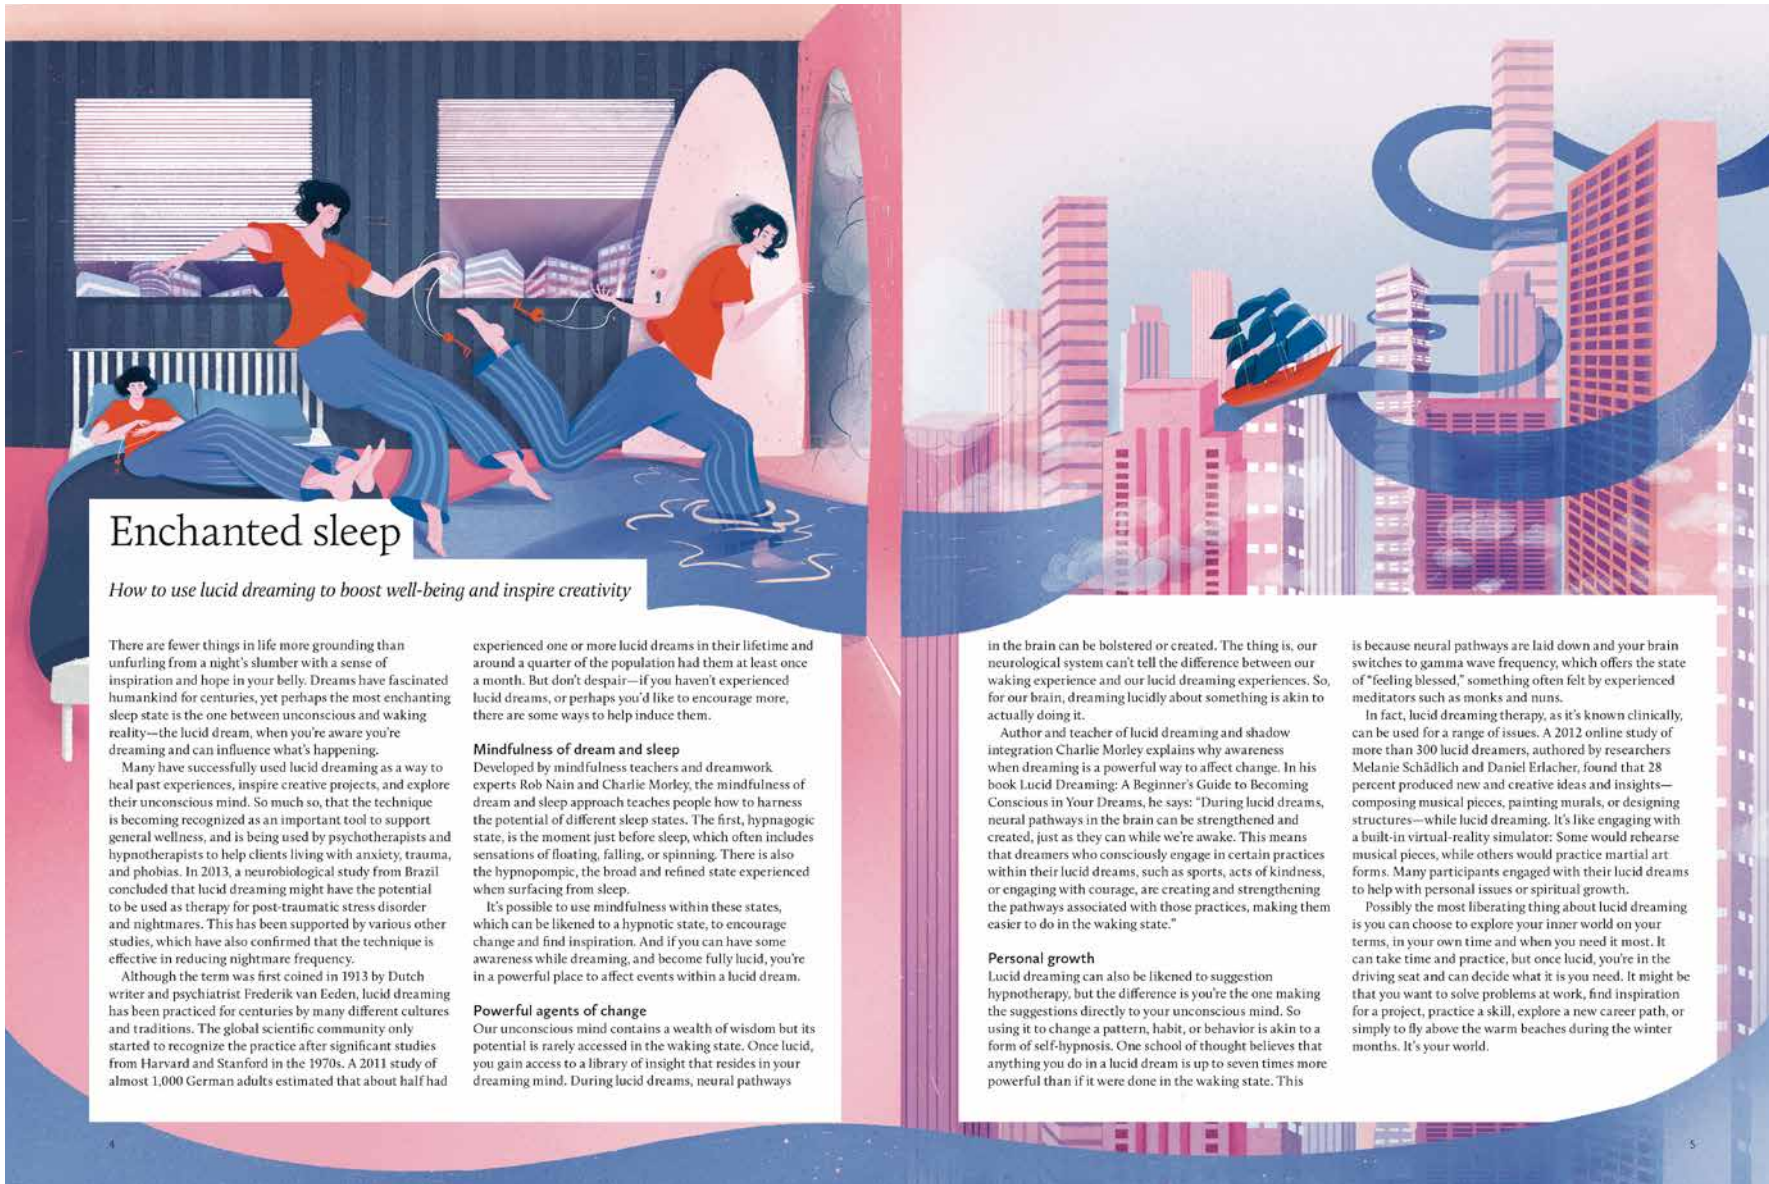 Enchanted sleep
How to use lucid dreaming to boost well-being and inspire creativity
There are fewer things in life more grounding than
unfurling from a night's slumber with a sense of
inspiration and hope in your belly. Dreams have fascinated
humankind for centuries, yet perhaps the most enchanting
sleep state is the one between unconscious and waking
reality—the lucid dream, when you're aware you're
dreaming and can influence what's happening.
Many have successfully used lucid dreaming as a way to
heal past experiences, inspire creative projects, and explore
their unconscious mind. So much so, that the technique
is becoming recognized as an important tool to support
general wellness, and is being used by psychotherapists and
hypnotherapists to help clients living with anxiety, trauma,
and phobias. In 2013, a neurobiological study from Brazil
concluded that lucid dreaming might have the potential
to be used as therapy for post-traumatic stress disorder
and nightmares. This has been supported by various other
studies, which have also confirmed that the technique is
effective in reducing nightmare frequency.
Although the term was first coined in 1913 by Dutch
writer and psychiatrist Frederik van Eeden, lucid dreaming
has been practiced for centuries by many different cultures
and traditions. The global scientific community only
started to recognize the practice after significant studies
from Harvard and Stanford in the 1970s. A 2011 study of
almost 1,000 German adults estimated that about half had
experienced one or more lucid dreams in their lifetime and
around a quarter of the population had them at least once
a month. But don't despair—if you haven't experienced
lucid dreams, or perhaps you'd like to encourage more,
there are some ways to help induce them.
Mindfulness of dream and sleep
Developed by mindfulness teachers and dreamwork
experts Rob Nain and Charlie Morley, the mindfulness of
dream and sleep approach teaches people how to harness
the potential of different sleep states. The first, hypnagogic
state, is the moment just before sleep, which often includes
sensations of floating, falling, or spinning. There is also
the hypnopompic, the broad and refined state experienced
when surfacing from sleep.
It's possible to use mindfulness within these states,
which can be likened to a hypnotic state, to encourage
change and find inspiration. And if you can have some
awareness while dreaming, and become fully lucid, you're
in a powerful place to affect events within a lucid dream.
Powerful agents of change
Our unconscious mind contains a wealth of wisdom but its
potential is rarely accessed in the waking state. Once lucid,
you gain access to a library of insight that resides in your
dreaming mind. During lucid dreams, neural pathways
4
in the brain can be bolstered or created. The thing is, our
neurological system can't tell the difference between our
waking experience and our lucid dreaming experiences. So,
for our brain, dreaming lucidly about something is akin to
actually doing it.
Author and teacher of lucid dreaming and shadow
integration Charlie Morley explains why awareness
when dreaming is a powerful way to affect change. In his
book Lucid Dreaming: A Beginner's Guide to Becoming
Conscious in Your Dreams, he says: “During lucid dreams,
neural pathways in the brain can be strengthened and
created, just as they can while we're awake. This means
that dreamers who consciously engage in certain practices
within their lucid dreams, such as sports, acts of kindness,
or engaging with courage, are creating and strengthening
the pathways associated with those practices, making them
easier to do in the waking state.”
Personal growth
Lucid dreaming can also be likened to suggestion
hypnotherapy, but the difference is you're the one making
the suggestions directly to your unconscious mind. So
using it to change a pattern, habit, or behavior is akin to a
form of self-hypnosis. One school of thought believes that
anything you do in a lucid dream is up to seven times more
powerful than if it were done in the waking state. This
is because neural pathways are laid down and your brain
switches to gamma wave frequency, which offers the state
of “feeling blessed,” something often felt by experienced
meditators such as monks and nuns.
In fact, lucid dreaming therapy, as it's known clinically,
can be used for a range of issues. A 2012 online study of
more than 300 lucid dreamers, authored by researchers
Melanie Schädlich and Daniel Erlacher, found that 28
percent produced new and creative ideas and insights—
composing musical pieces, painting murals, or designing
structures—while lucid dreaming. It's like engaging with
a built-in virtual-reality simulator: Some would rehearse
musical pieces, while others would practice martial art
forms. Many participants engaged with their lucid dreams
to help with personal issues or spiritual growth.
Possibly the most liberating thing about lucid dreaming
is you can choose to explore your inner world on your
terms, in your own time and when you need it most. It
can take time and practice, but once lucid, you're in the
driving seat and can decide what it is you need. It might be
that you want to solve problems at work, find inspiration
for a project, practice a skill, explore a new career path, or
simply to fly above the warm beaches during the winter
months. It's your world.
5